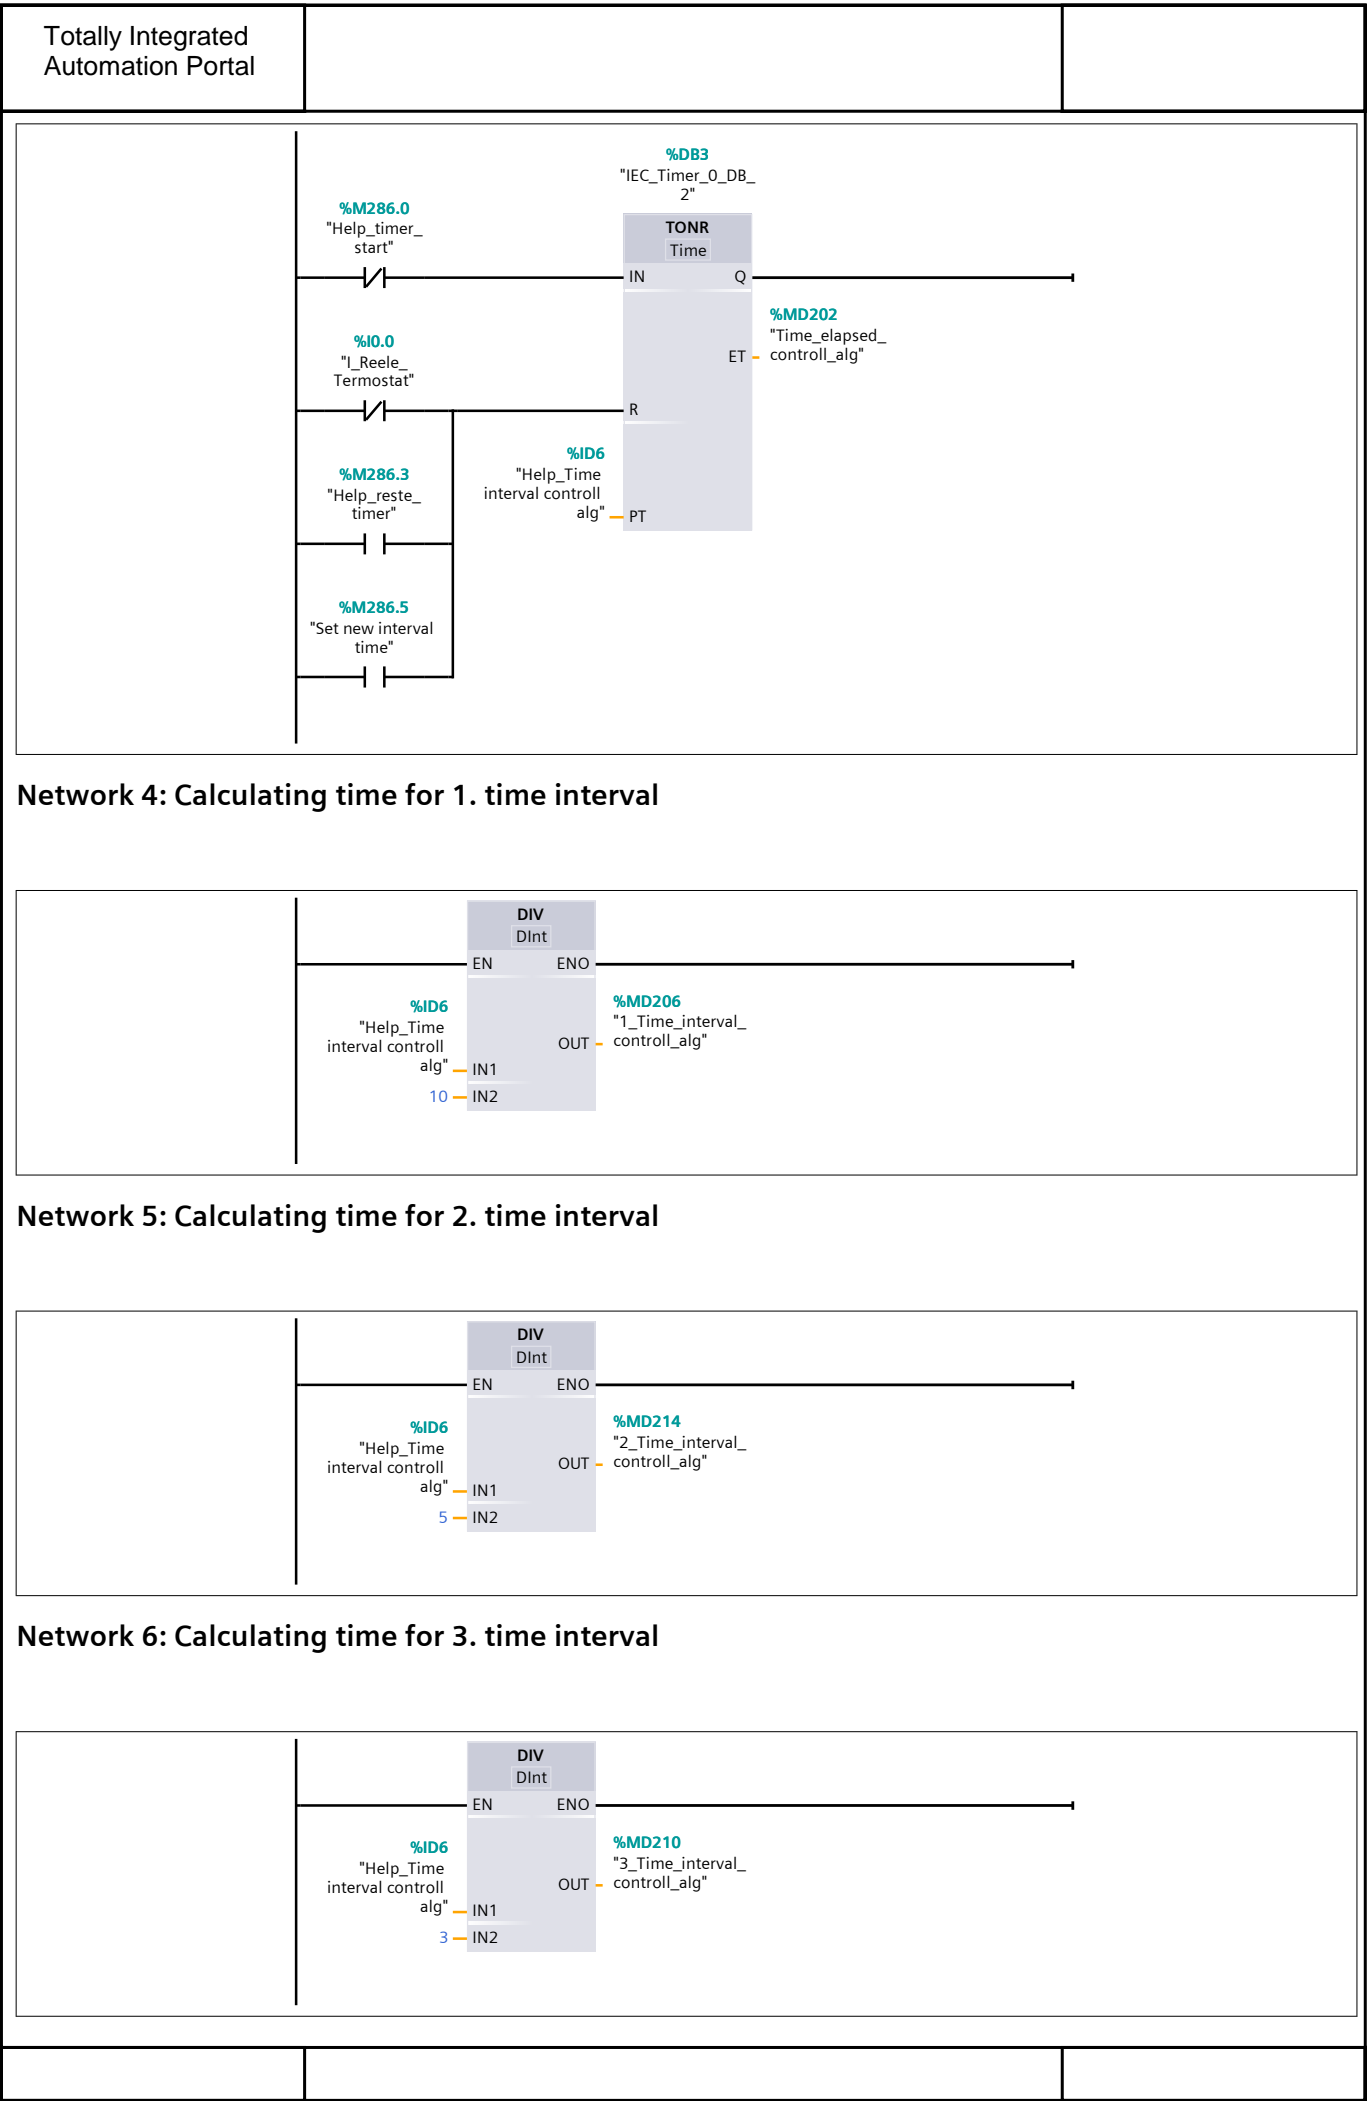 Totally Integrated
Automation Portal
%DB3
"IEC_Timer_0_DB_
2"
%M286.0
"Help_timer_
start"
TONR
Time
IN
Q
%MD202
"Time_elapsed_
controll_alg"
ET
%I0.0
"I_Reele_
Termostat"
R
%ID6
"Help_Time
interval controll
alg"
PT
%M286.3
"Help_reste_
timer"
%M286.5
"Set new interval
time"
Network 4: Calculating time for 1. time interval
DIV
DInt
EN
ENO
%ID6
"Help_Time
interval controll
alg"
%MD206
"1_Time_interval_
controll_alg"
OUT
IN1
10
IN2
Network 5: Calculating time for 2. time interval
DIV
DInt
EN
ENO
%ID6
"Help_Time
interval controll
alg"
%MD214
"2_Time_interval_
controll_alg"
OUT
IN1
5
IN2
Network 6: Calculating time for 3. time interval
DIV
DInt
EN
ENO
%ID6
"Help_Time
interval controll
alg"
%MD210
"3_Time_interval_
controll_alg"
OUT
IN1
3
IN2